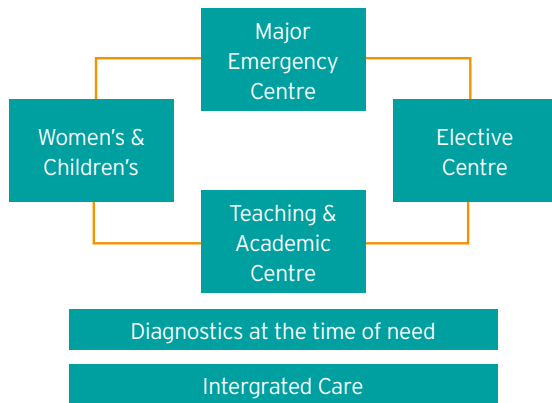 Major
Emergency
Centre
Women's &
Children's
Elective
Centre
Teaching &
Academic
Centre
Diagnostics at the time of need
Intergrated Care